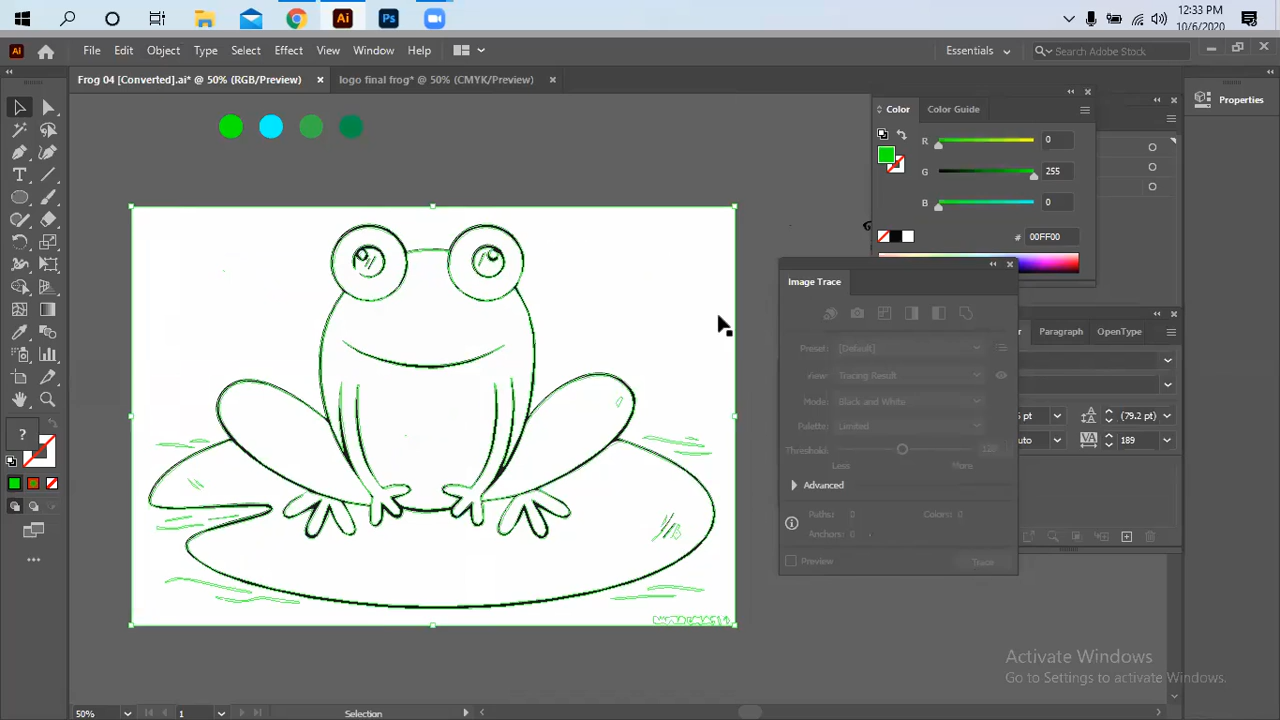 12:33 PM
10/6/2020
Ai
Ps
Ai
File Edit Object Type Select Effect View Window Help
Essentials
Search Adobe Stock
Frog 04 [Converted].ai* @ 50% (RGB/Preview) ×
logo final frog* @ 50% (CMYK/Preview) ×
Color
Color Guide
Properties
R 0
G 255
B 0
# 00FF00
Image Trace
Preset: [Default]
View: Tracing Result
Mode: Black and White
Palette: Limited
Threshold: 128
Less More
Advanced
Paths: 0 Colors: 0
Anchors: 0
Preview
Trace
Paragraph
OpenType
(79.2 pt)
189
?
Activate Windows
Go to Settings to activate Windows.
50%
1
Selection